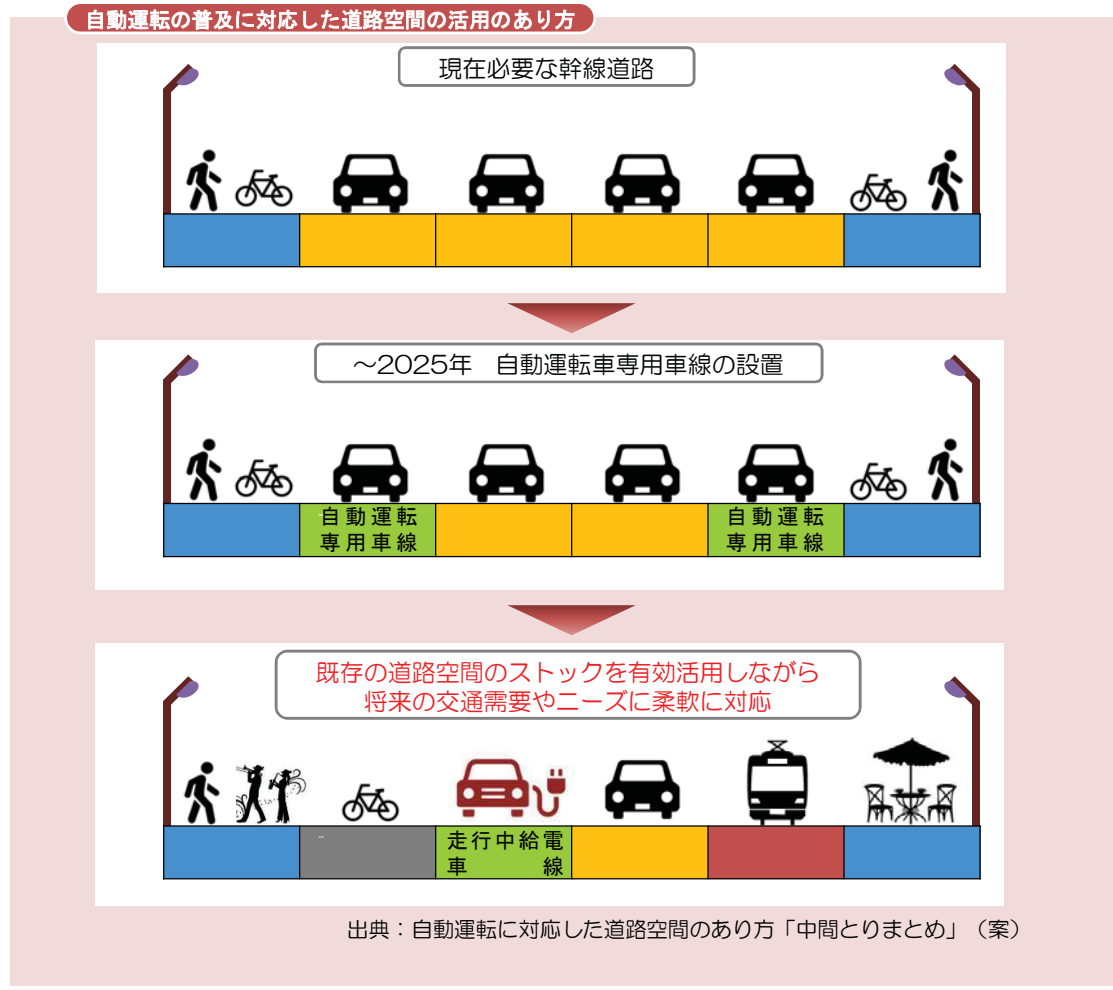 自動運転の普及に対応した道路空間の活用のあり方
現在必要な幹線道路
～2025年　自動運転車専用車線の設置
自動運転
専用車線
自動運転
専用車線
既存の道路空間のストックを有効活用しながら
将来の交通需要やニーズに柔軟に対応
走行中給電
車　　　線
出典：自動運転に対応した道路空間のあり方「中間とりまとめ」（案）